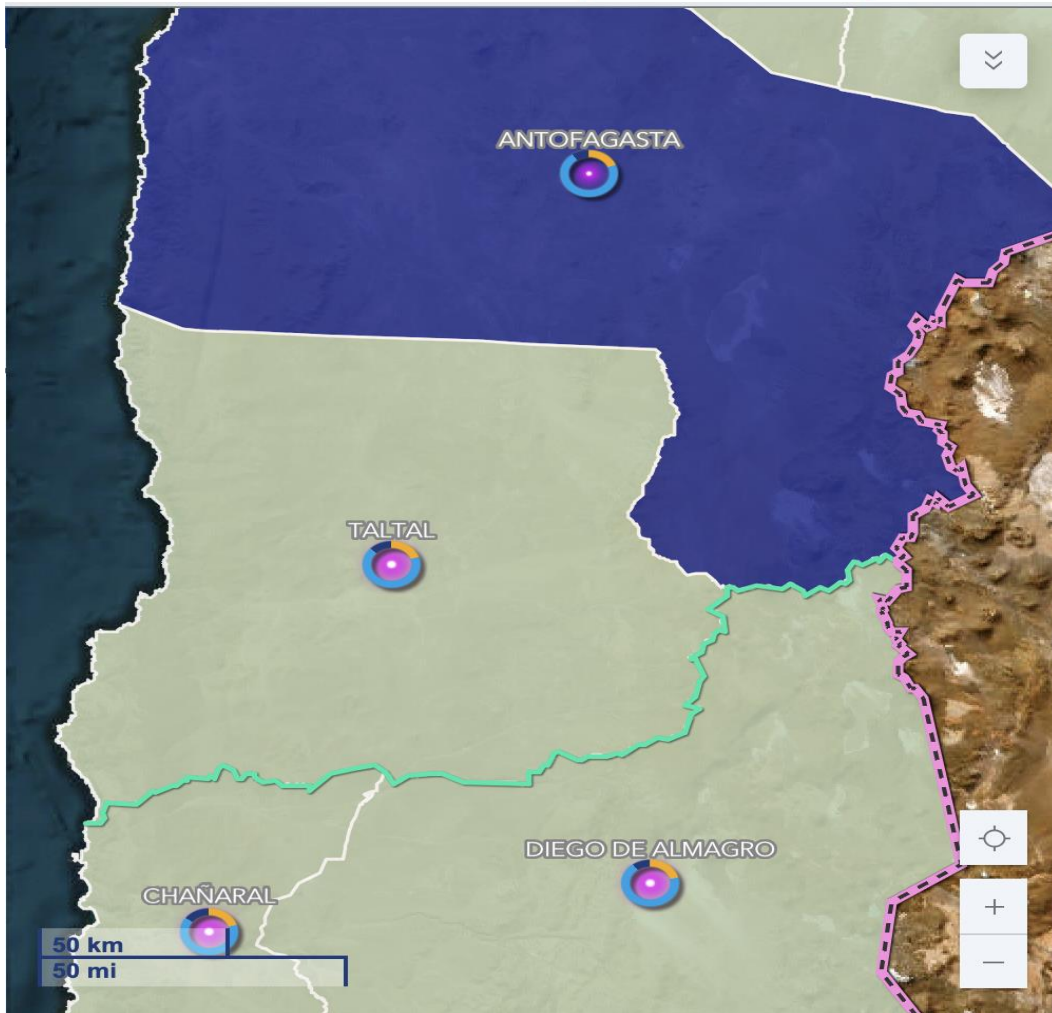 ANTOFAGASTA
TALTAL
DIEGO DE ALMAGRO
CHAÑARAL
50 km
50 mi